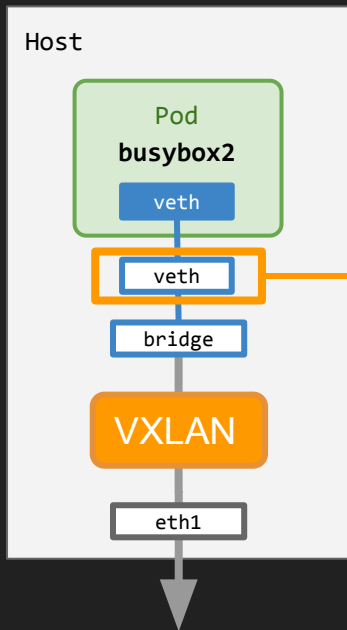 Host
Pod
busybox2
veth
veth
bridge
VXLAN
eth1